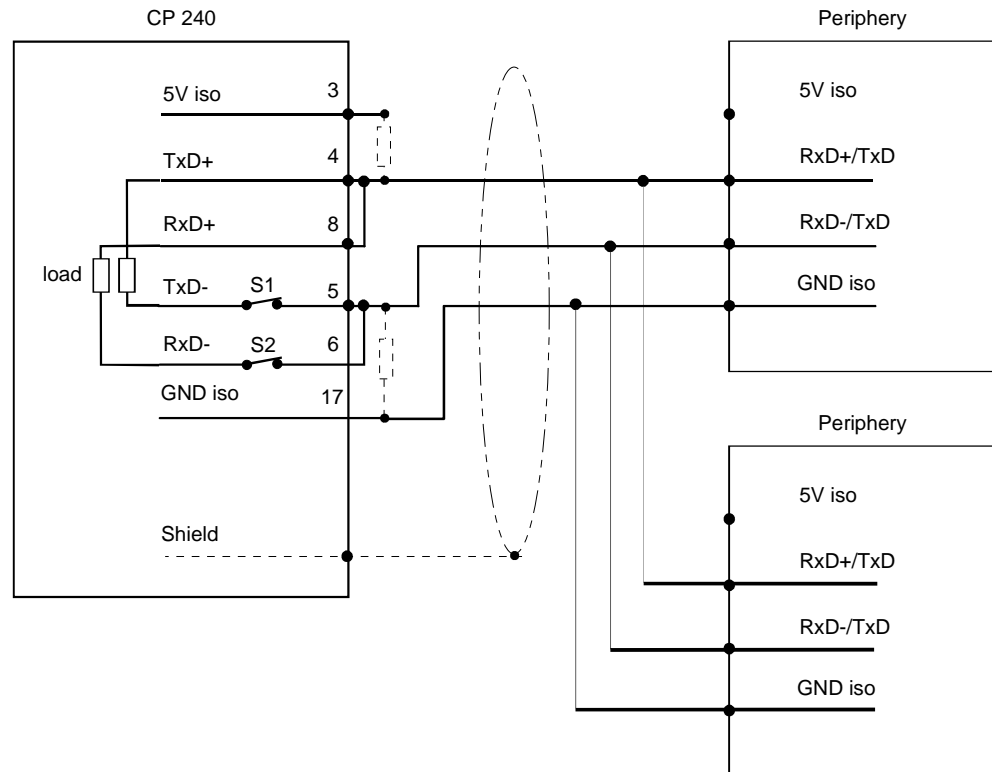 CP 240
Periphery
5V iso
3
5V iso
TxD+
4
RxD+/TxD
RxD+
8
RxD-/TxD
load
TxD-
S1
5
GND iso
RxD-
S2
6
GND iso
17
Periphery
5V iso
Shield
RxD+/TxD
RxD-/TxD
GND iso